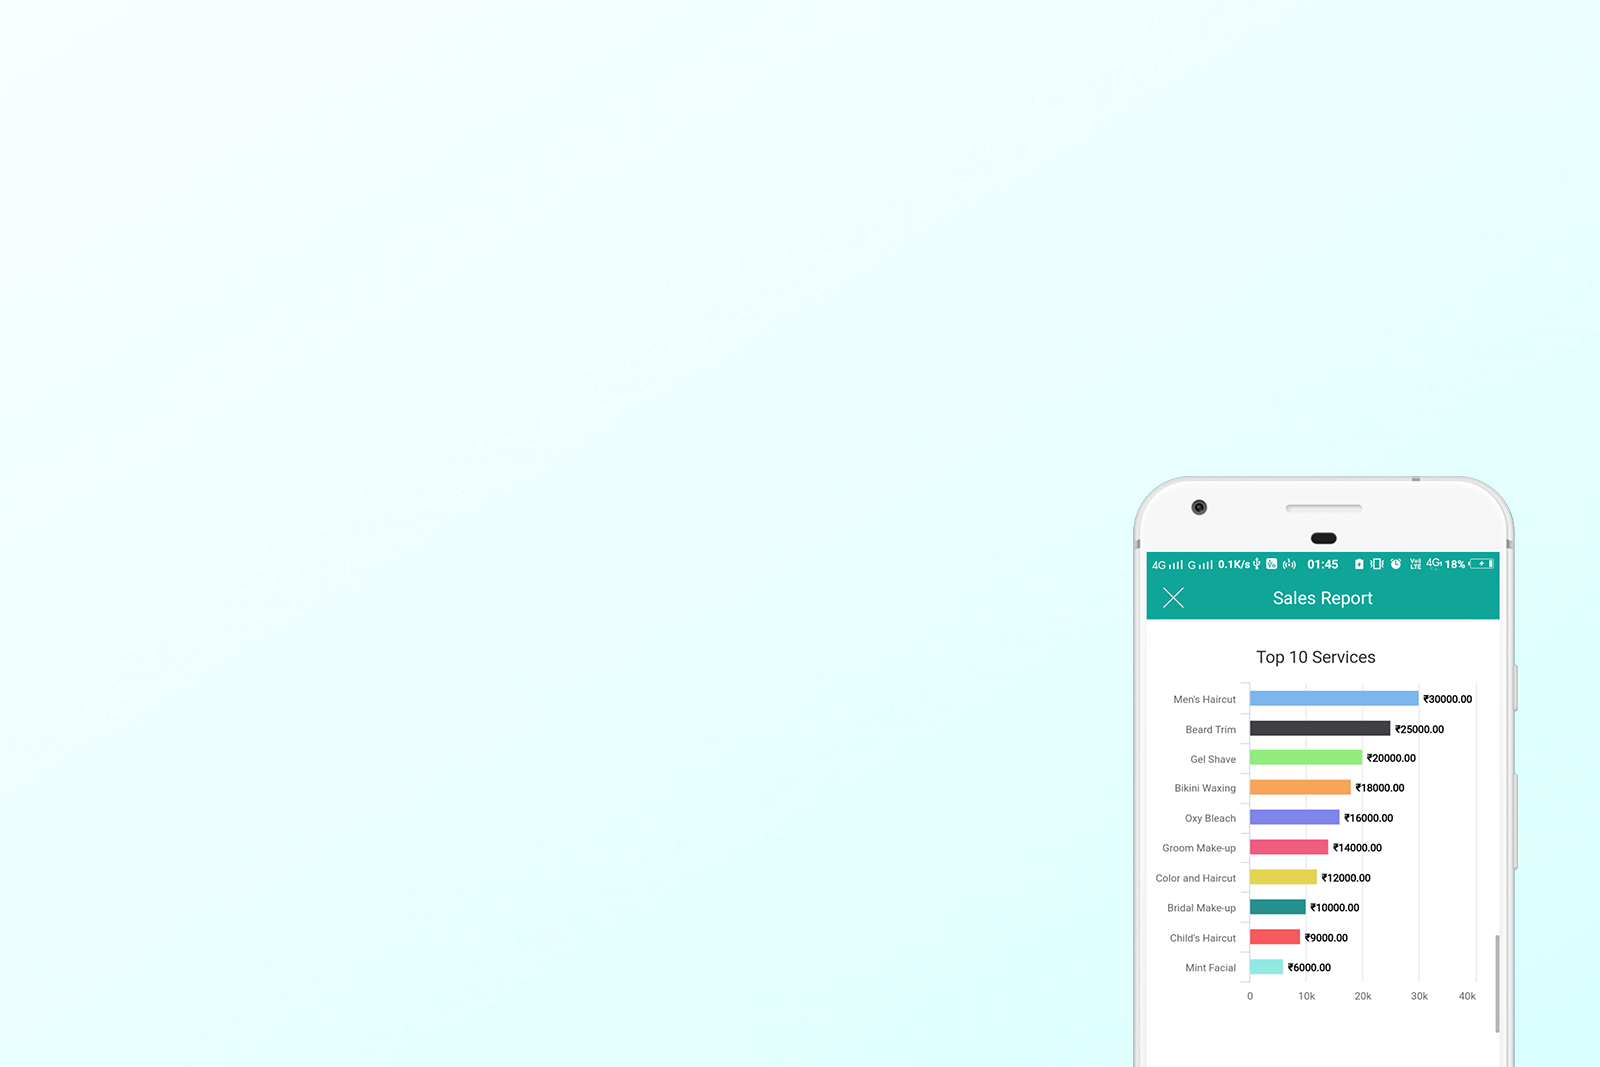 4G G 0.1K/s 01:45 VoLTE 4G 18%
Sales Report
Top 10 Services
Men's Haircut ₹30000.00
Beard Trim ₹25000.00
Gel Shave ₹20000.00
Bikini Waxing ₹18000.00
Oxy Bleach ₹16000.00
Groom Make-up ₹14000.00
Color and Haircut ₹12000.00
Bridal Make-up ₹10000.00
Child's Haircut ₹9000.00
Mint Facial ₹6000.00
0 10k 20k 30k 40k